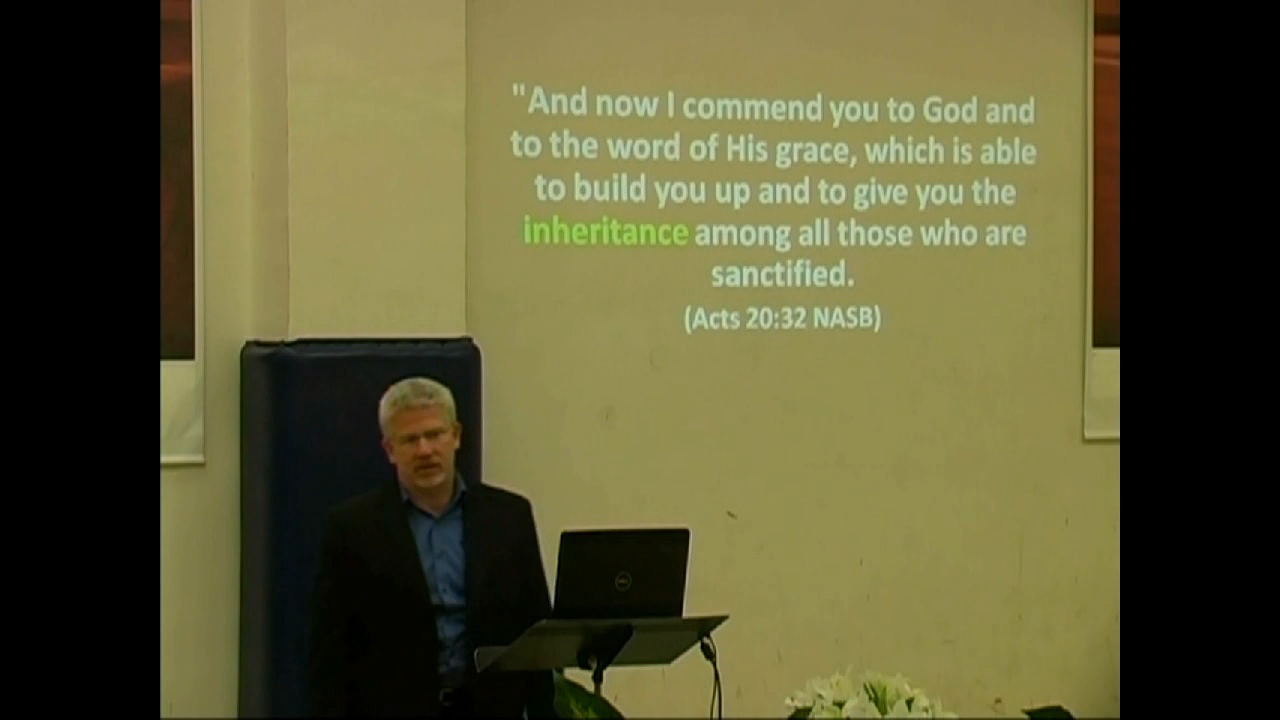 "And now I commend you to God and
to the word of His grace, which is able
to build you up and to give you the
inheritance among all those who are
sanctified.
(Acts 20:32 NASB)